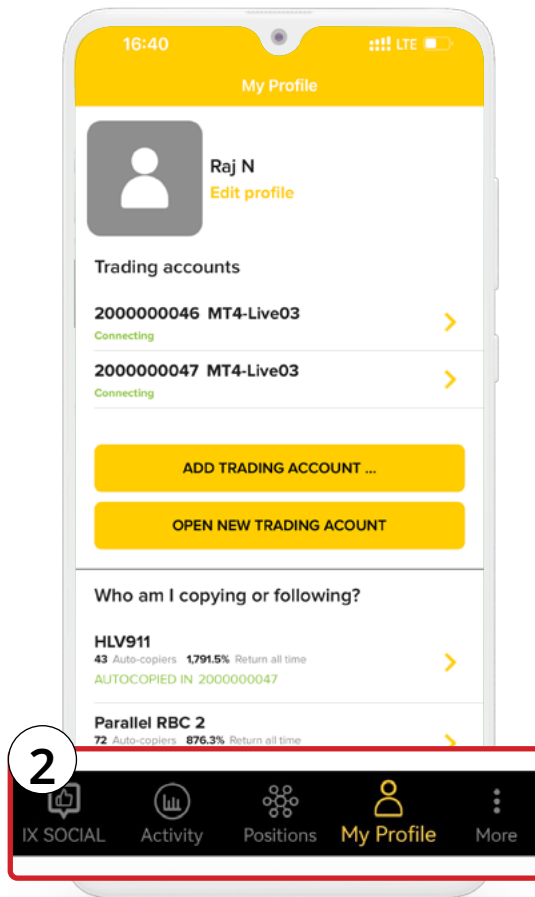 16:40
LTE
My Profile
Raj N
Edit profile
Trading accounts
2000000046 MT4-Live03
Connecting
2000000047 MT4-Live03
Connecting
ADD TRADING ACCOUNT ...
OPEN NEW TRADING ACOUNT
Who am I copying or following?
HLV911
43 Auto-copiers 1,791.5% Return all time
AUTOCOPIED IN 2000000047
Parallel RBC 2
72 Auto-copiers 876.3% Return all time
2
IX SOCIAL Activity Positions My Profile More